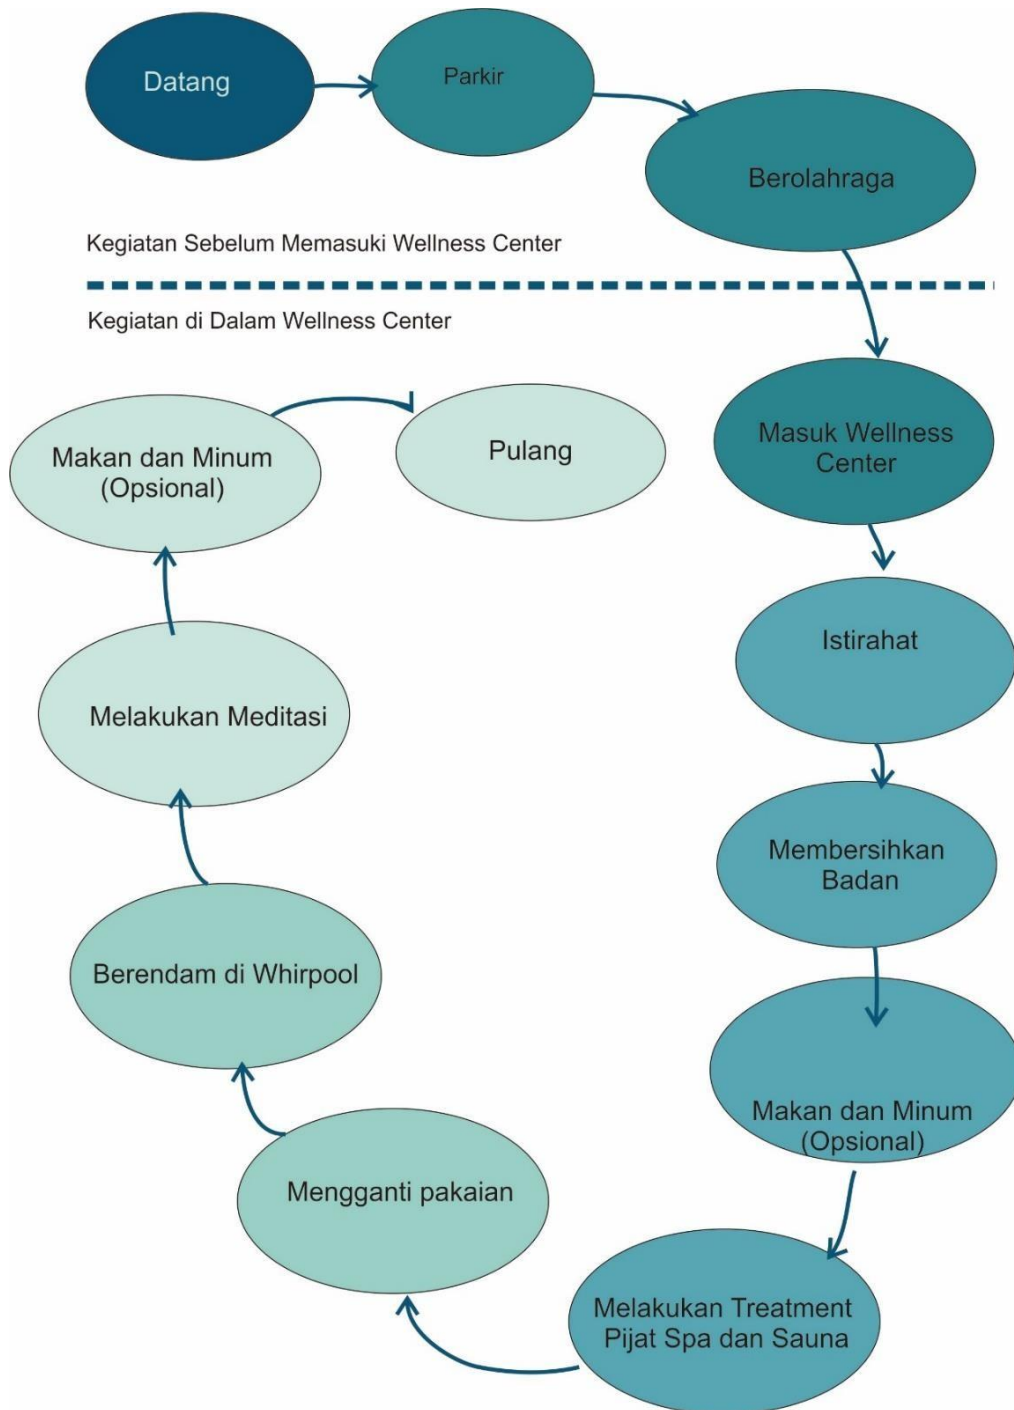 Datang
Parkir
Berolahraga
Kegiatan Sebelum Memasuki Wellness Center
Kegiatan di Dalam Wellness Center
Masuk Wellness
Center
Istirahat
Membersihkan
Badan
Makan dan Minum
(Opsional)
Melakukan Treatment
Pijat Spa dan Sauna
Mengganti pakaian
Berendam di Whirpool
Melakukan Meditasi
Makan dan Minum
(Opsional)
Pulang